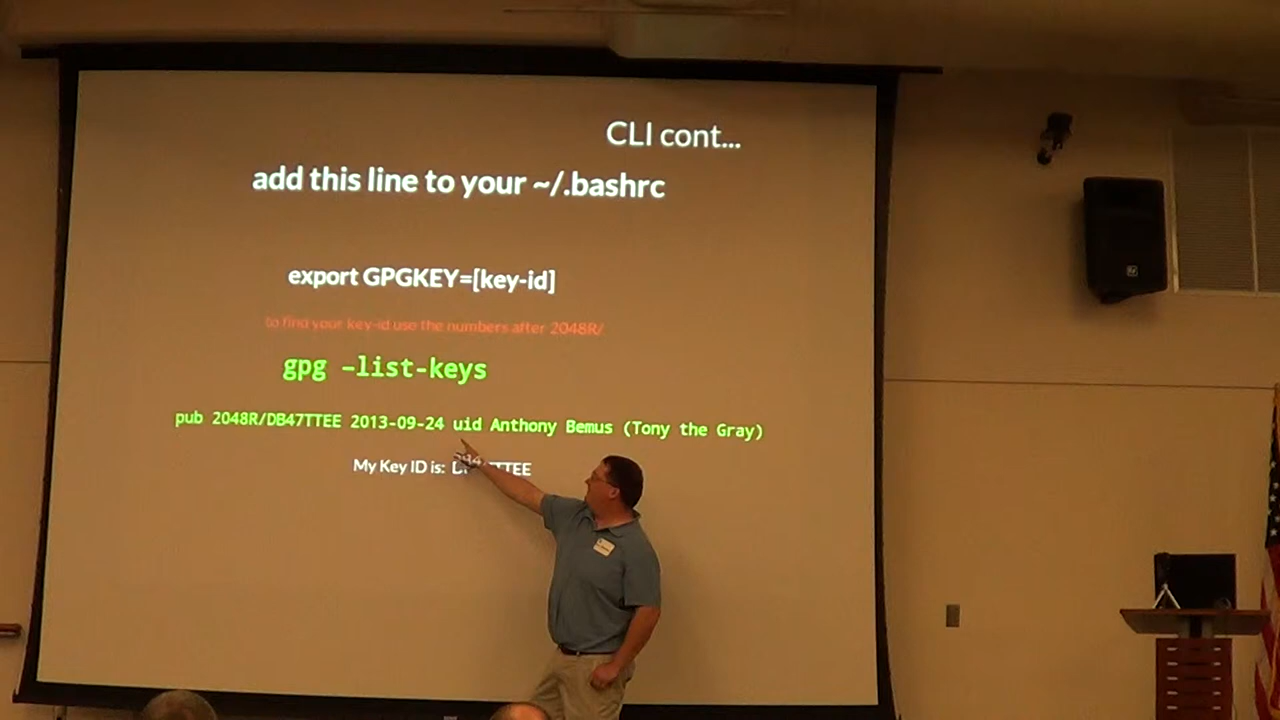 CLI cont...
add this line to your ~/.bashrc
export GPGKEY=[key-id]
to find your key-id use the numbers after 2048R/
gpg –list-keys
pub 2048R/DB47TTEE 2013-09-24 uid Anthony Bemus (Tony the Gray)
My Key ID is: DB47TTEE